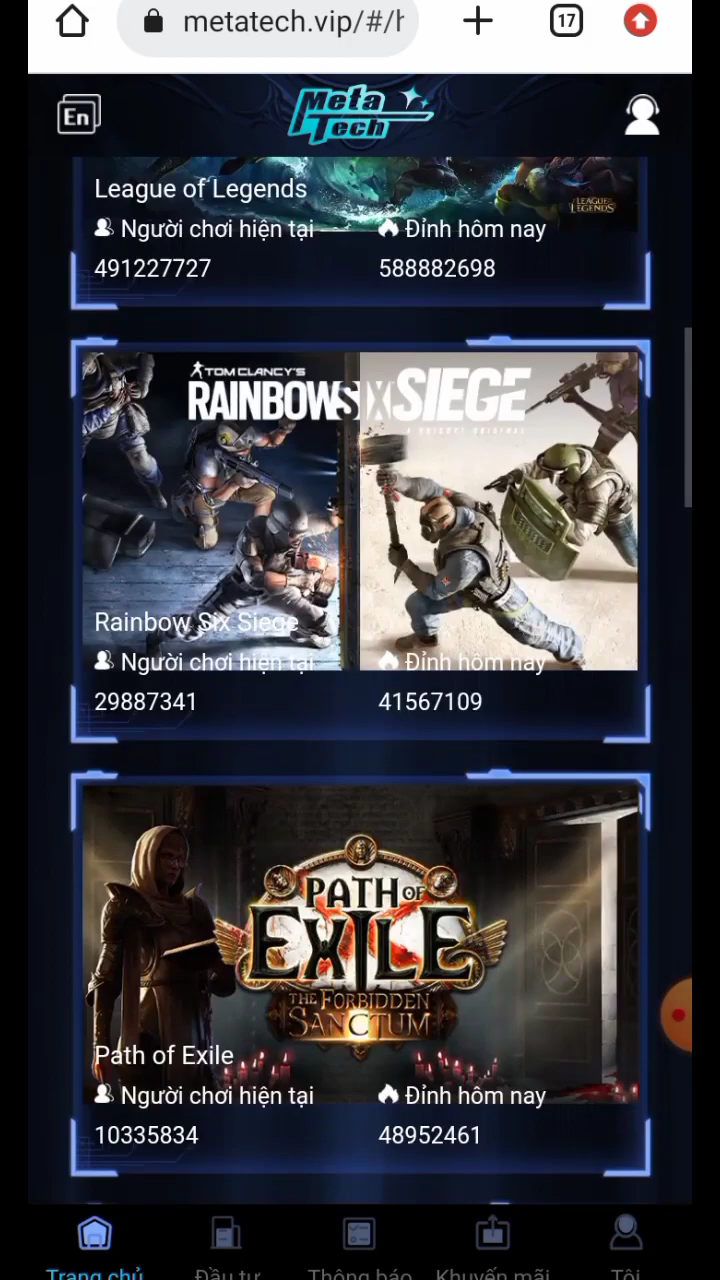 metatech.vip/#/h
17
En
Meta Tech
LEAGUE OF LEGENDS
League of Legends
Người chơi hiện tại Đỉnh hôm nay
491227727 588882698
TOM CLANCY'S
RAINBOW SIX SIEGE
A UBISOFT ORIGINAL
Rainbow Six Siege
Người chơi hiện tại Đỉnh hôm nay
29887341 41567109
PATH OF
EXILE
THE FORBIDDEN
SANCTUM
Path of Exile
Người chơi hiện tại Đỉnh hôm nay
10335834 48952461
Trang chủ Đầu tư Thông báo Khuyến mãi Tôi